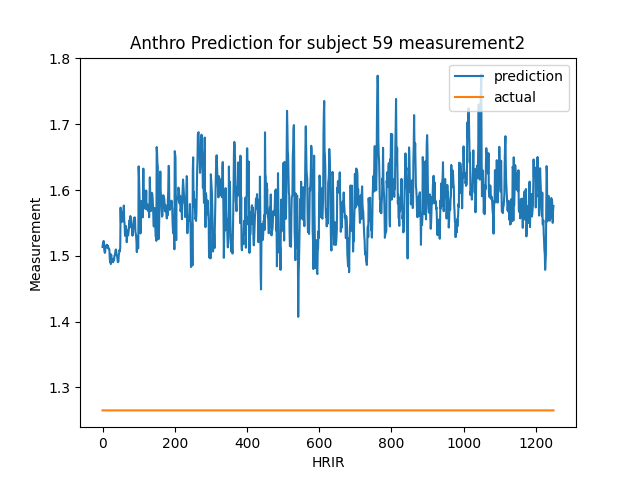 Anthro Prediction for subject 59 measurement2
prediction
actual
1.8
1.7
1.6
1.5
1.4
1.3
Measurement
0
200
400
600
800
1000
1200
HRIR